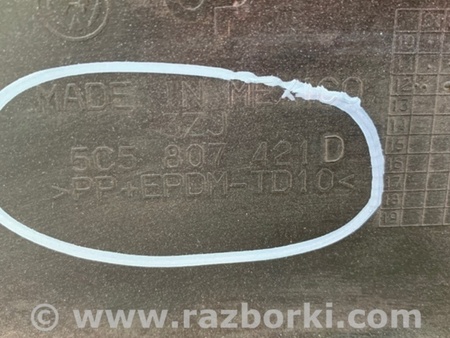 MADE IN MEXICO
3ZJ
5C5 807 421 D
>PP+EPDM-TD10<
www.razborki.com